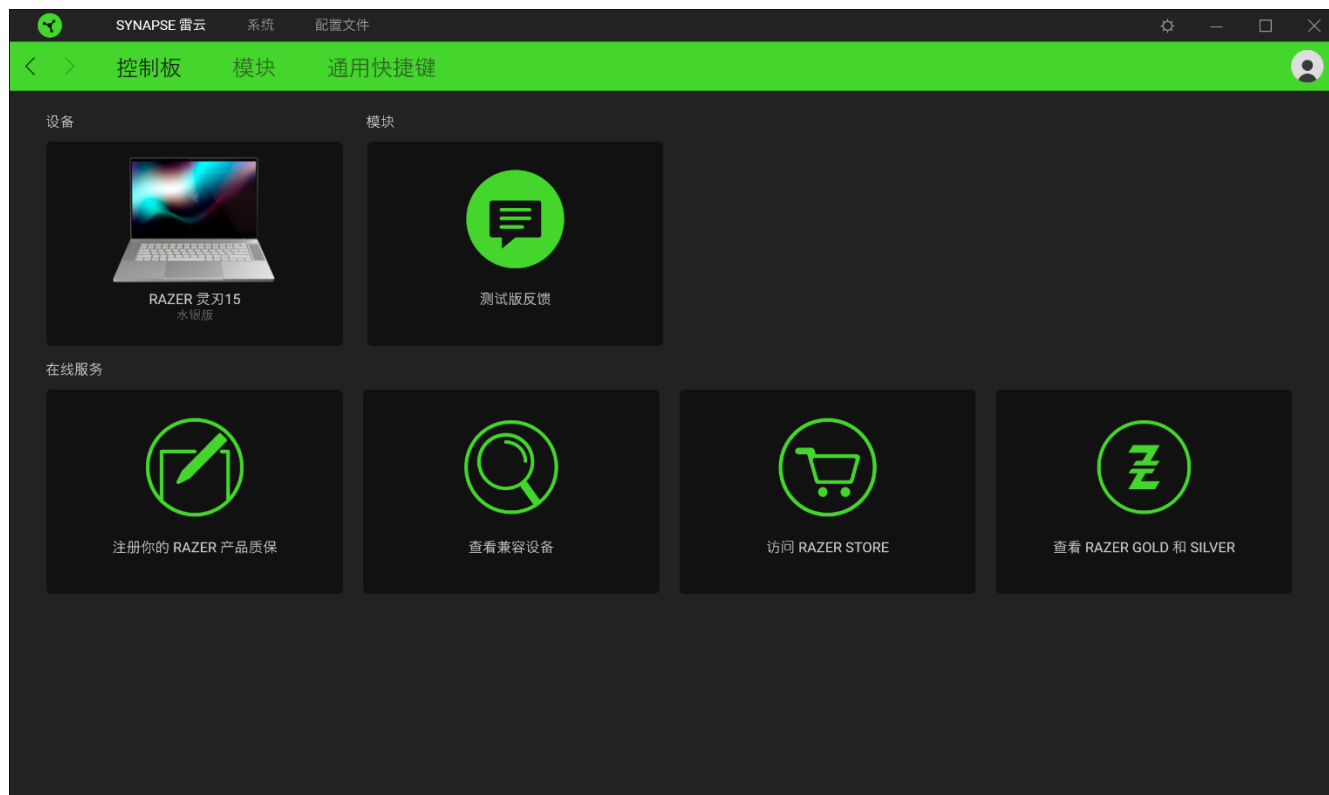 SYNAPSE 雷云 系统 配置文件
控制板 模块 通用快捷键
设备 模块
RAZER 灵刃15
水银版
测试版反馈
在线服务
注册你的 RAZER 产品质保
查看兼容设备
访问 RAZER STORE
查看 RAZER GOLD 和 SILVER